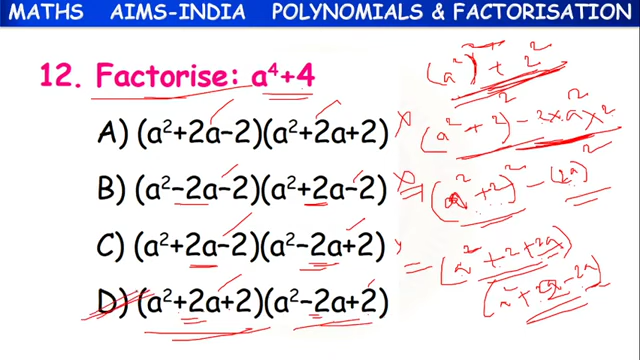 MATHS AIMS-INDIA POLYNOMIALS & FACTORISATION
12. Factorise: a⁴+4
A) (a²+2a−2)(a²+2a+2)
B) (a²−2a−2)(a²+2a−2)
C) (a²+2a−2)(a²−2a+2)
D) (a²+2a+2)(a²−2a+2)
(a²)² + 2²
(a²+2)² − 2×a²×2
= (a²+2)² − (2a)²
= (a²+2+2a)
(a²+2−2a)